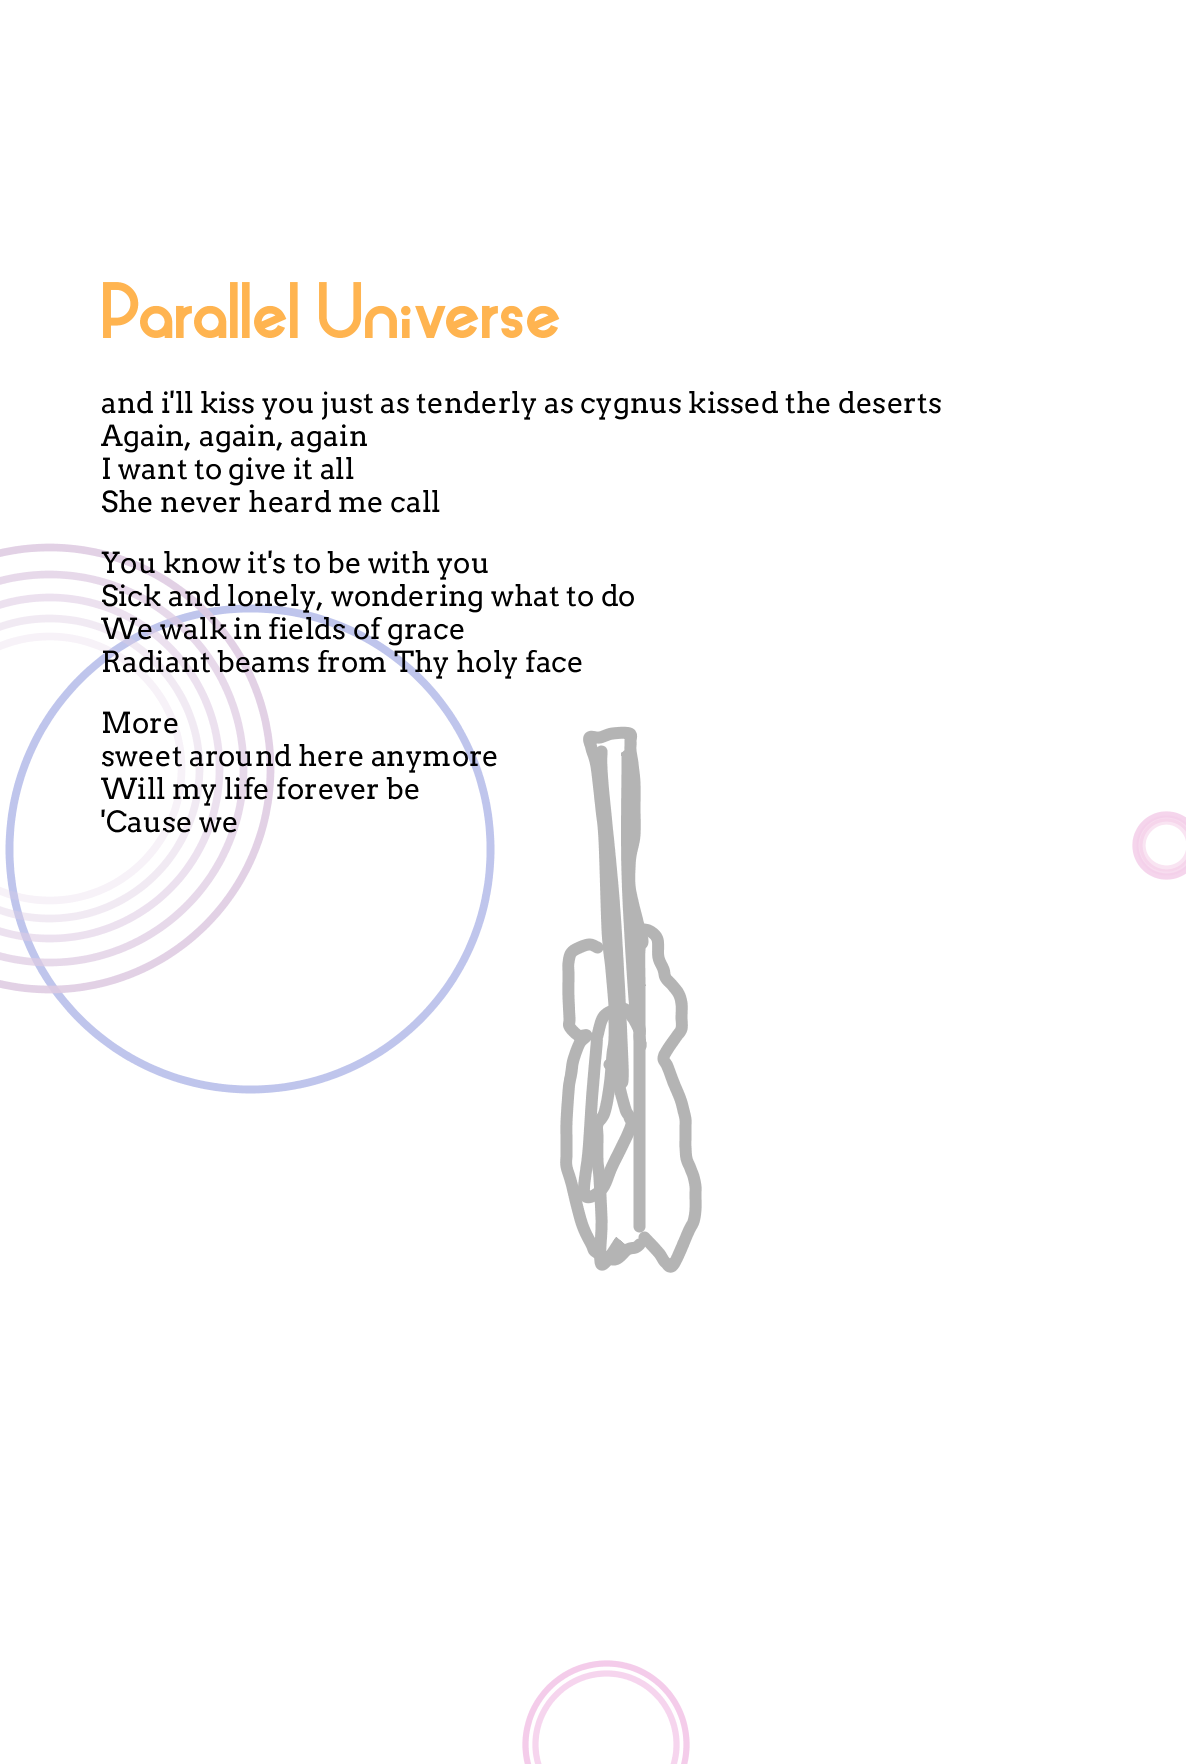 Parallel Universe
and i'll kiss you just as tenderly as cygnus kissed the deserts
Again, again, again
I want to give it all
She never heard me call
You know it's to be with you
Sick and lonely, wondering what to do
We walk in fields of grace
Radiant beams from Thy holy face
More
sweet around here anymore
Will my life forever be
'Cause we